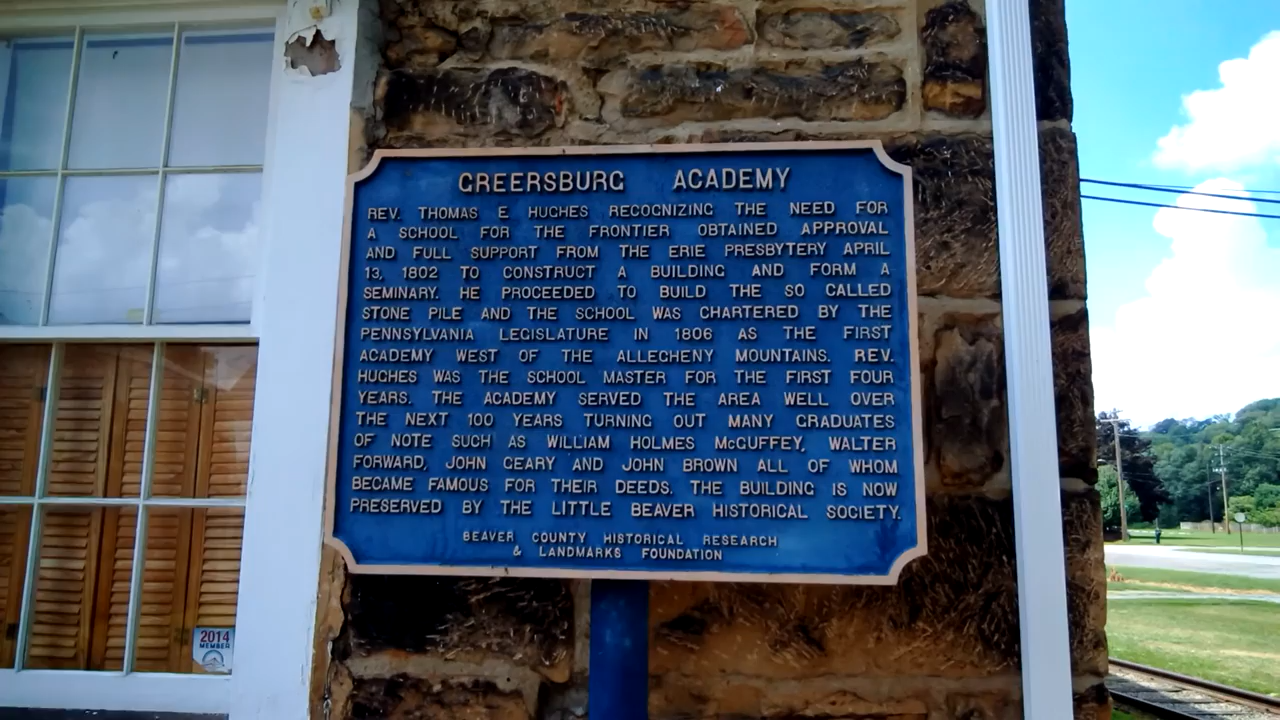 GREERSBURG ACADEMY
REV. THOMAS E HUGHES RECOGNIZING THE NEED FOR
A SCHOOL FOR THE FRONTIER OBTAINED APPROVAL
AND FULL SUPPORT FROM THE ERIE PRESBYTERY APRIL
13, 1802 TO CONSTRUCT A BUILDING AND FORM A
SEMINARY. HE PROCEEDED TO BUILD THE SO CALLED
STONE PILE AND THE SCHOOL WAS CHARTERED BY THE
PENNSYLVANIA LEGISLATURE IN 1806 AS THE FIRST
ACADEMY WEST OF THE ALLEGHENY MOUNTAINS. REV.
HUGHES WAS THE SCHOOL MASTER FOR THE FIRST FOUR
YEARS. THE ACADEMY SERVED THE AREA WELL OVER
THE NEXT 100 YEARS TURNING OUT MANY GRADUATES
OF NOTE SUCH AS WILLIAM HOLMES McGUFFEY, WALTER
FORWARD, JOHN GEARY AND JOHN BROWN ALL OF WHOM
BECAME FAMOUS FOR THEIR DEEDS. THE BUILDING IS NOW
PRESERVED BY THE LITTLE BEAVER HISTORICAL SOCIETY.
BEAVER COUNTY HISTORICAL RESEARCH
& LANDMARKS FOUNDATION
2014
MEMBER